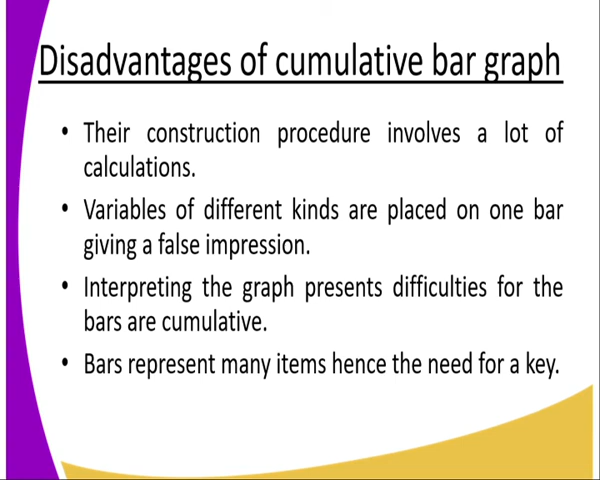 Disadvantages of cumulative bar graph
• Their construction procedure involves a lot of
calculations.
• Variables of different kinds are placed on one bar
giving a false impression.
• Interpreting the graph presents difficulties for the
bars are cumulative.
• Bars represent many items hence the need for a key.